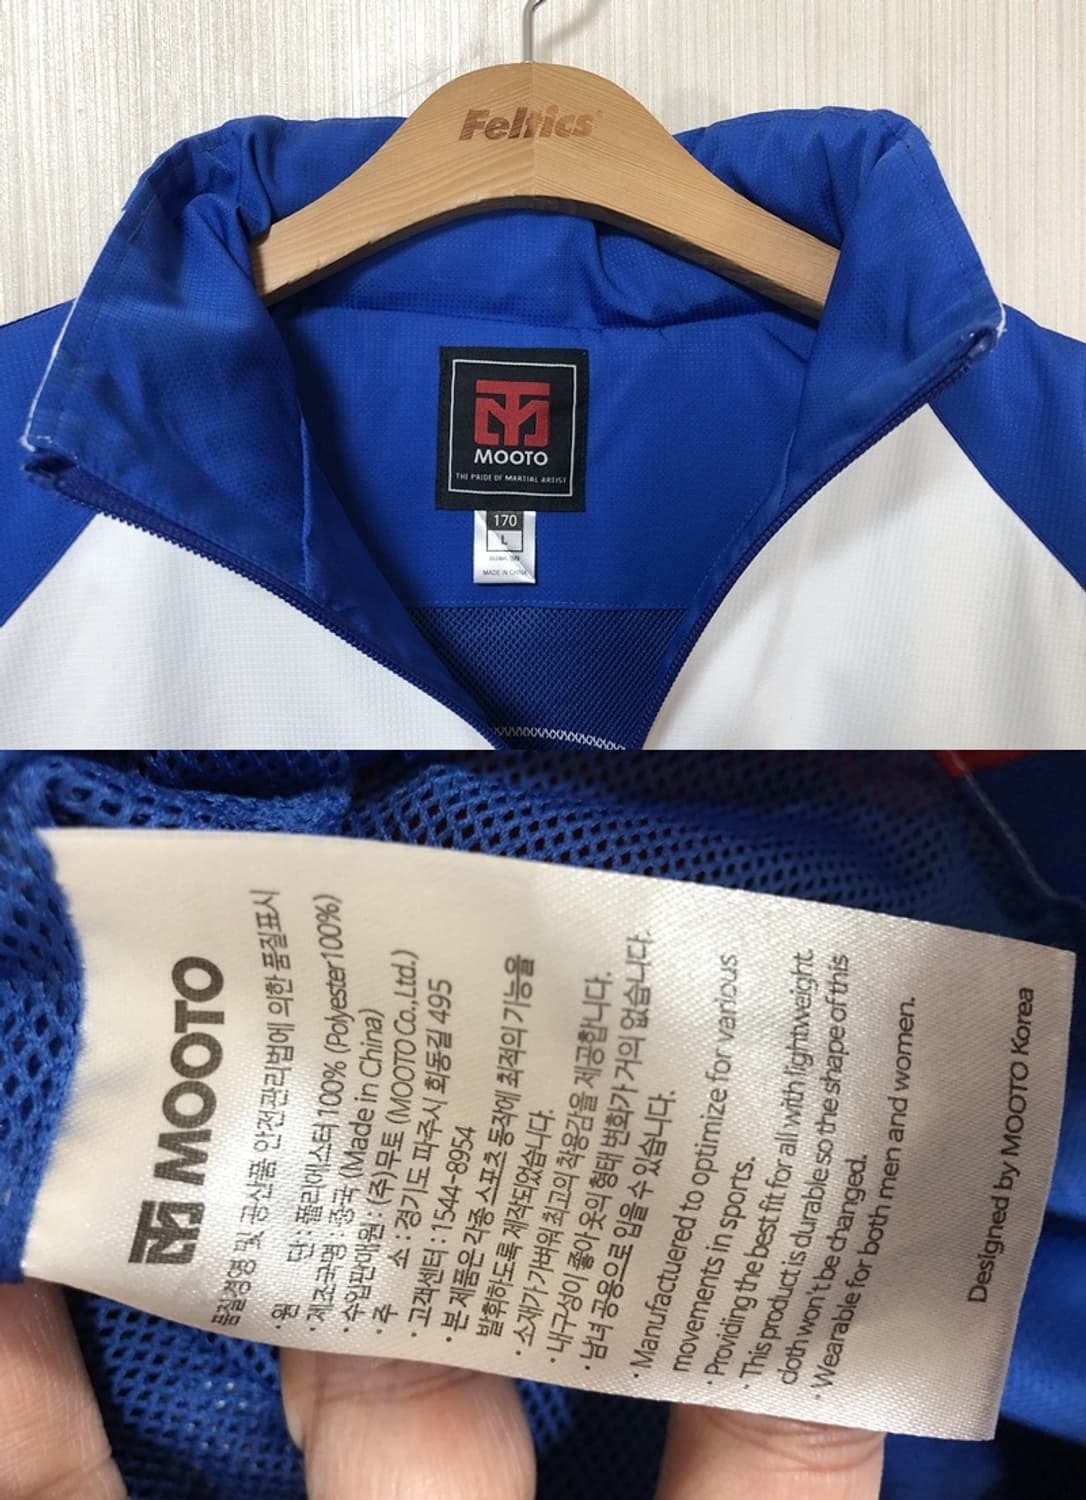 Feltics
MOOTO
THE PRIDE OF MARTIAL ARTIST
170
L
MADE IN CHINA
MOOTO
품질경영 및 공산품 안전관리법에 의한 품질표시
· 원 단 : 폴리에스터 100% (Polyester100%)
· 제조국명 : 중국 (Made in China)
· 수입판매원 : (주)무토 (MOOTO Co.,Ltd.)
· 주 소 : 경기도 파주시 회동길 495
· 고객센터 : 1544-8954
· 본 제품은 각종 스포츠 동작에 최적의 기능을
발휘하도록 제작되었습니다.
· 소재가 가벼워 최고의 착용감을 제공합니다.
· 내구성이 좋아 옷의 형태 변화가 거의 없습니다.
· 남녀 공용으로 입을 수 있습니다.
· Manufactuered to optimize for various
movements in sports.
· Providing the best fit for all with lightweight.
· This product is durable so the shape of this
cloth won't be changed.
· Wearable for both men and women.
Designed by MOOTO Korea